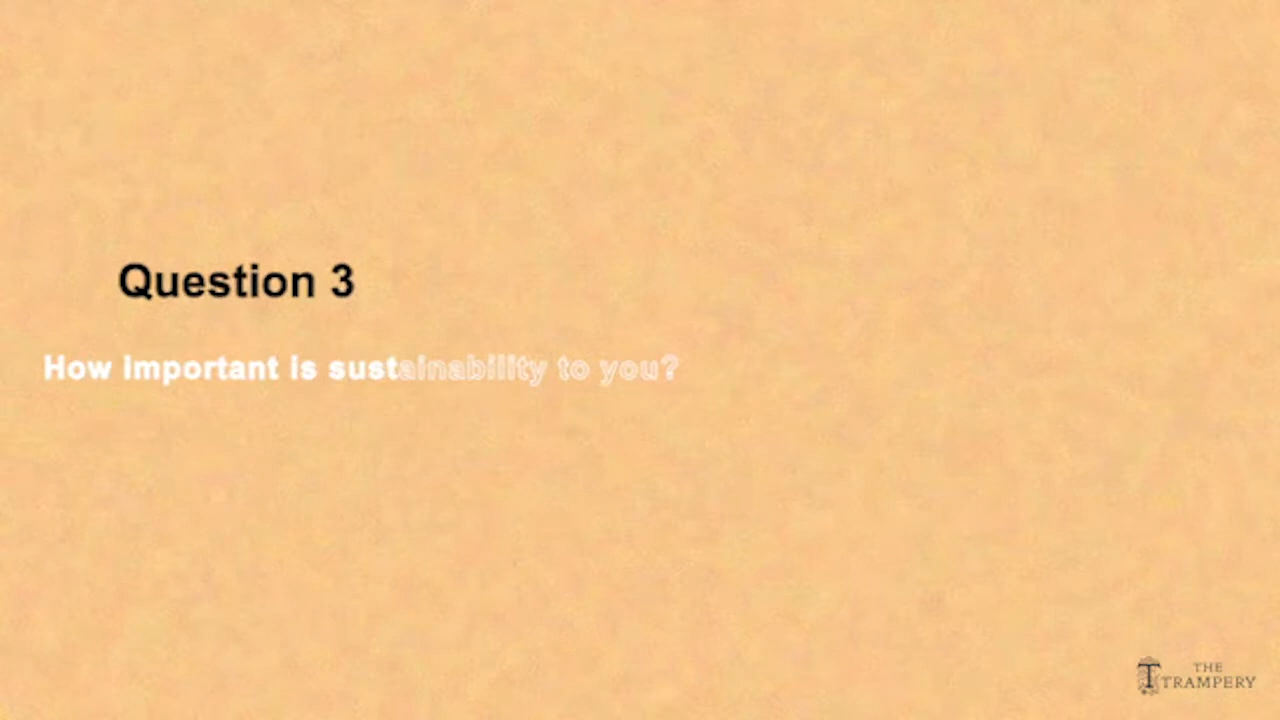 Question 3
How important is sustainability to you?
THE
TRAMPERY